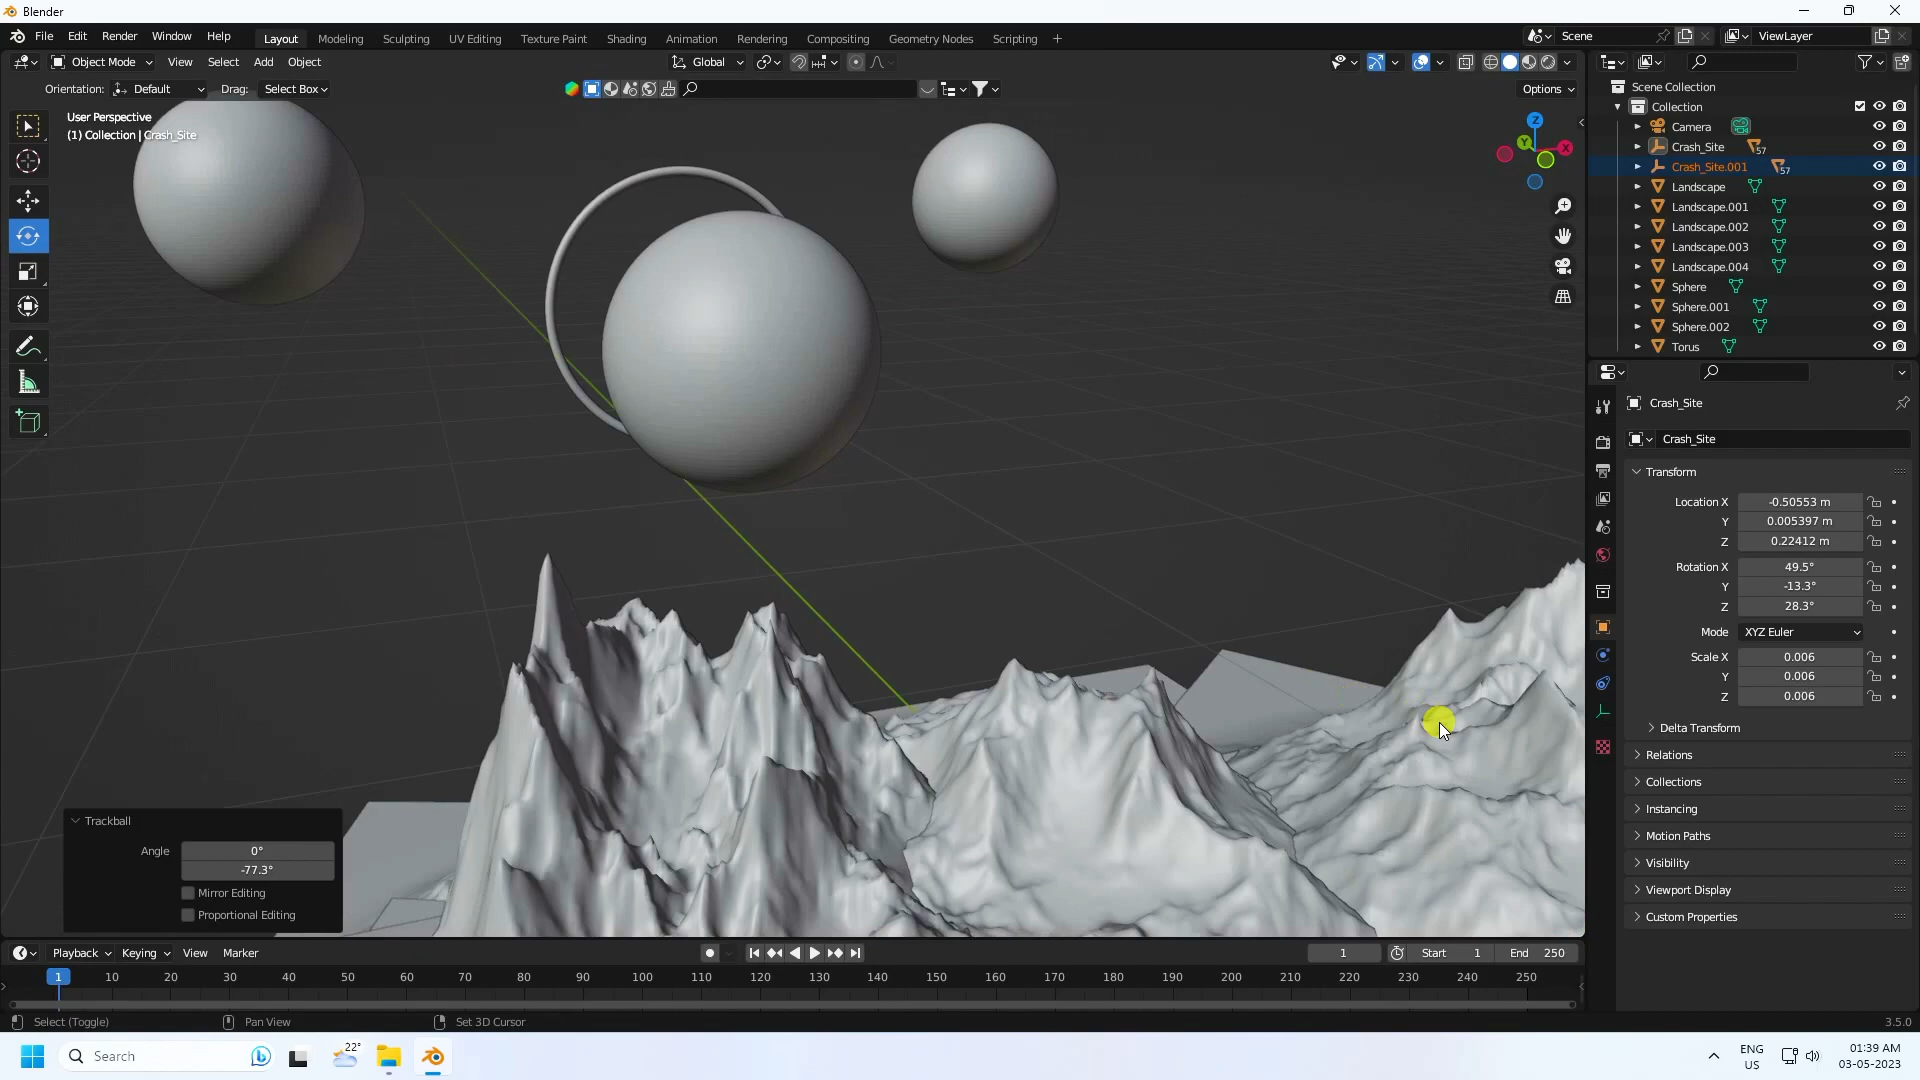 Blender
File Edit Render Window Help
Layout Modeling Sculpting UV Editing Texture Paint Shading Animation Rendering Compositing Geometry Nodes Scripting +
Scene
ViewLayer
Object Mode View Select Add Object
Global
Orientation: Default Drag: Select Box
Options
User Perspective
(1) Collection | Crash_Site
Z
Y
X
Scene Collection
Collection
Camera
Crash_Site 57
Crash_Site.001 57
Landscape
Landscape.001
Landscape.002
Landscape.003
Landscape.004
Sphere
Sphere.001
Sphere.002
Torus
Crash_Site
Crash_Site
Transform
Location X -0.50553 m
Y 0.005397 m
Z 0.22412 m
Rotation X 49.5°
Y -13.3°
Z 28.3°
Mode XYZ Euler
Scale X 0.006
Y 0.006
Z 0.006
Delta Transform
Relations
Collections
Instancing
Motion Paths
Visibility
Viewport Display
Custom Properties
Trackball
Angle 0°
-77.3°
Mirror Editing
Proportional Editing
Playback Keying View Marker
1 Start 1 End 250
1 10 20 30 40 50 60 70 80 90 100 110 120 130 140 150 160 170 180 190 200 210 220 230 240 250
Select (Toggle) Pan View Set 3D Cursor 3.5.0
Search
22°
ENG
US
01:39 AM
03-05-2023